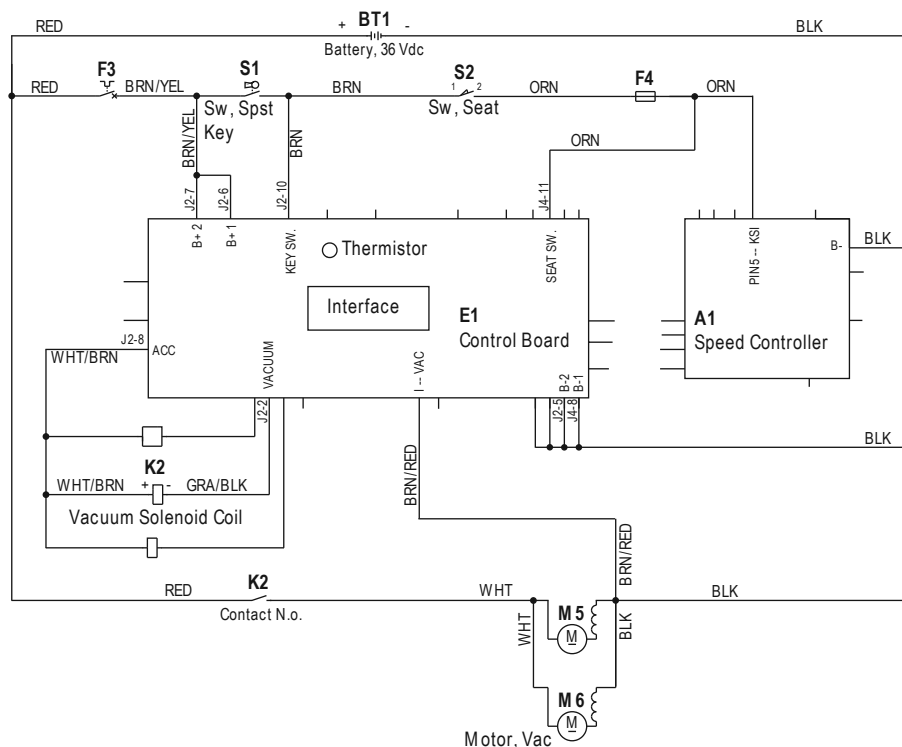 RED
+ BT1 -
BLK
Battery, 36 Vdc
F3
S1
S2
RED
BRN/YEL
BRN
1 2
ORN
F4
ORN
Sw, Spst
Key
Sw, Seat
BRN/YEL
BRN
ORN
J2-7
J2-6
J2-10
J4-11
B+ 2
B+ 1
KEY SW.
SEAT SW.
PIN5 -- KSI
B-
BLK
Thermistor
Interface
E1
Control Board
A1
Speed Controller
J2-8
ACC
WHT/BRN
VACUUM
I -- VAC
B-2
B-1
J2-2
J2-5
J4-8
BLK
K2
WHT/BRN
+ -
GRA/BLK
BRN/RED
Vacuum Solenoid Coil
BRN/RED
RED
K2
WHT
M 5
BLK
Contact N.o.
WHT
M
BLK
M 6
M
Motor, Vac